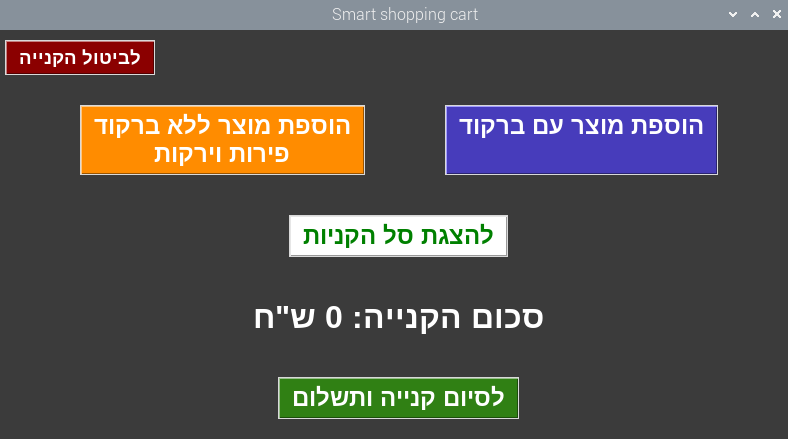 Smart shopping cart
לביטול הקנייה
הוספת מוצר עם ברקוד
הוספת מוצר ללא ברקוד
פירות וירקות
להצגת סל הקניות
סכום הקנייה: 0 ש"ח
לסיום קנייה ותשלום